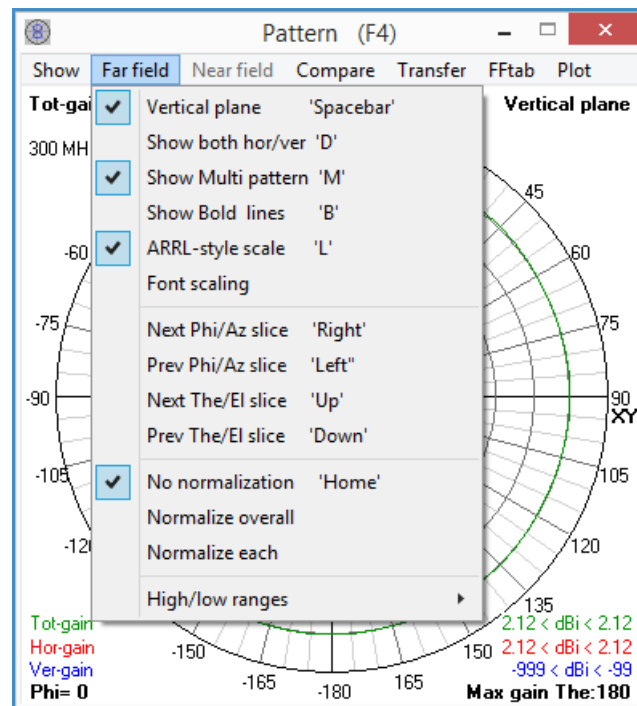 Pattern (F4)
Show Far field Near field Compare Transfer FFtab Plot
Tot-gai
Vertical plane
300 MH
Vertical plane 'Spacebar'
Show both hor/ver 'D'
Show Multi pattern 'M'
Show Bold lines 'B'
ARRL-style scale 'L'
Font scaling
Next Phi/Az slice 'Right'
Prev Phi/Az slice 'Left"
Next The/El slice 'Up'
Prev The/El slice 'Down'
No normalization 'Home'
Normalize overall
Normalize each
High/low ranges
45
-60
60
-75
75
-90
90
XY
-105
105
-12
120
135
Tot-gain
2.12 < dBi < 2.12
Hor-gain
-150
150
2.12 < dBi < 2.12
Ver-gain
-165
-180
165
-999 < dBi < -99
Phi= 0
Max gain The:180